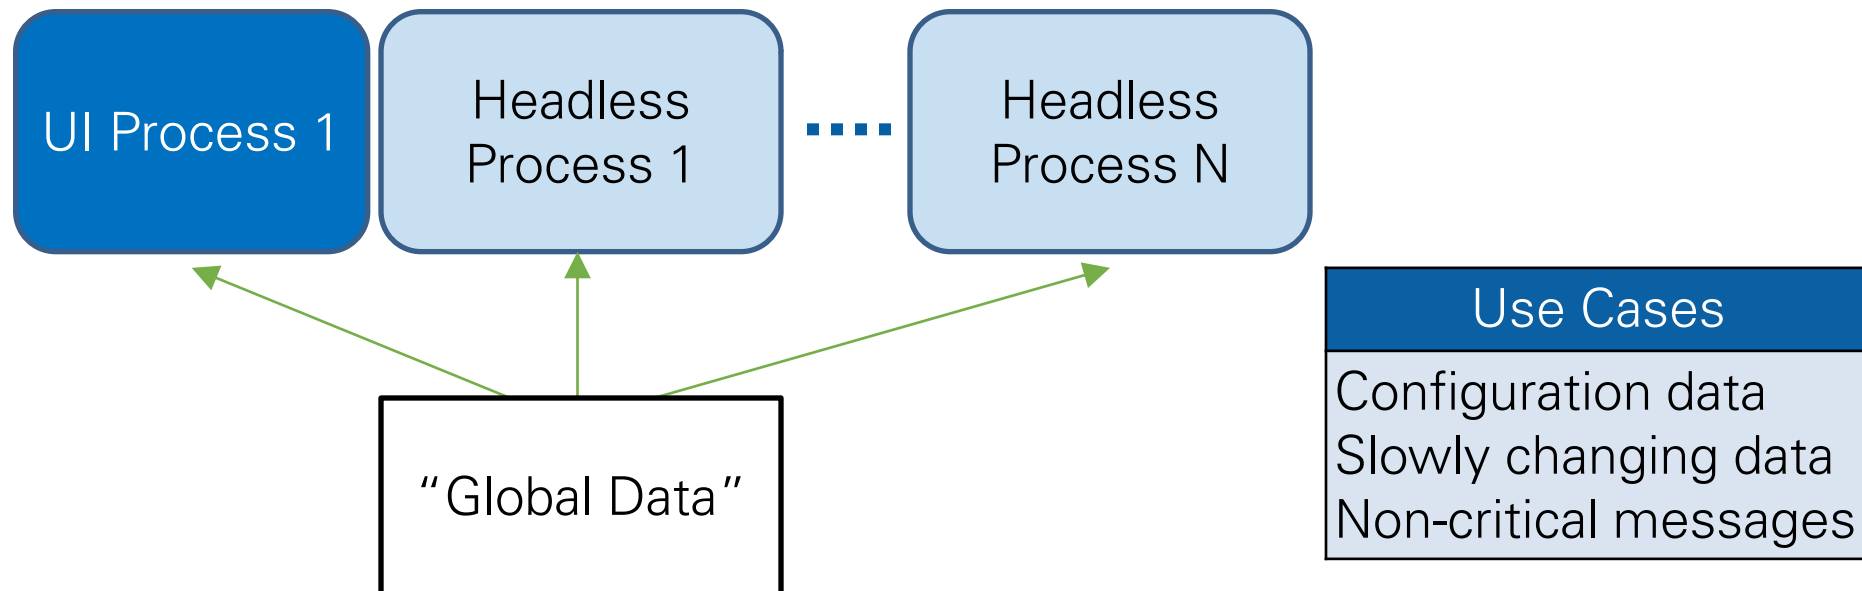 UI Process 1
Headless
Process 1
Headless
Process N
“Global Data”
Use Cases
Configuration data
Slowly changing data
Non-critical messages